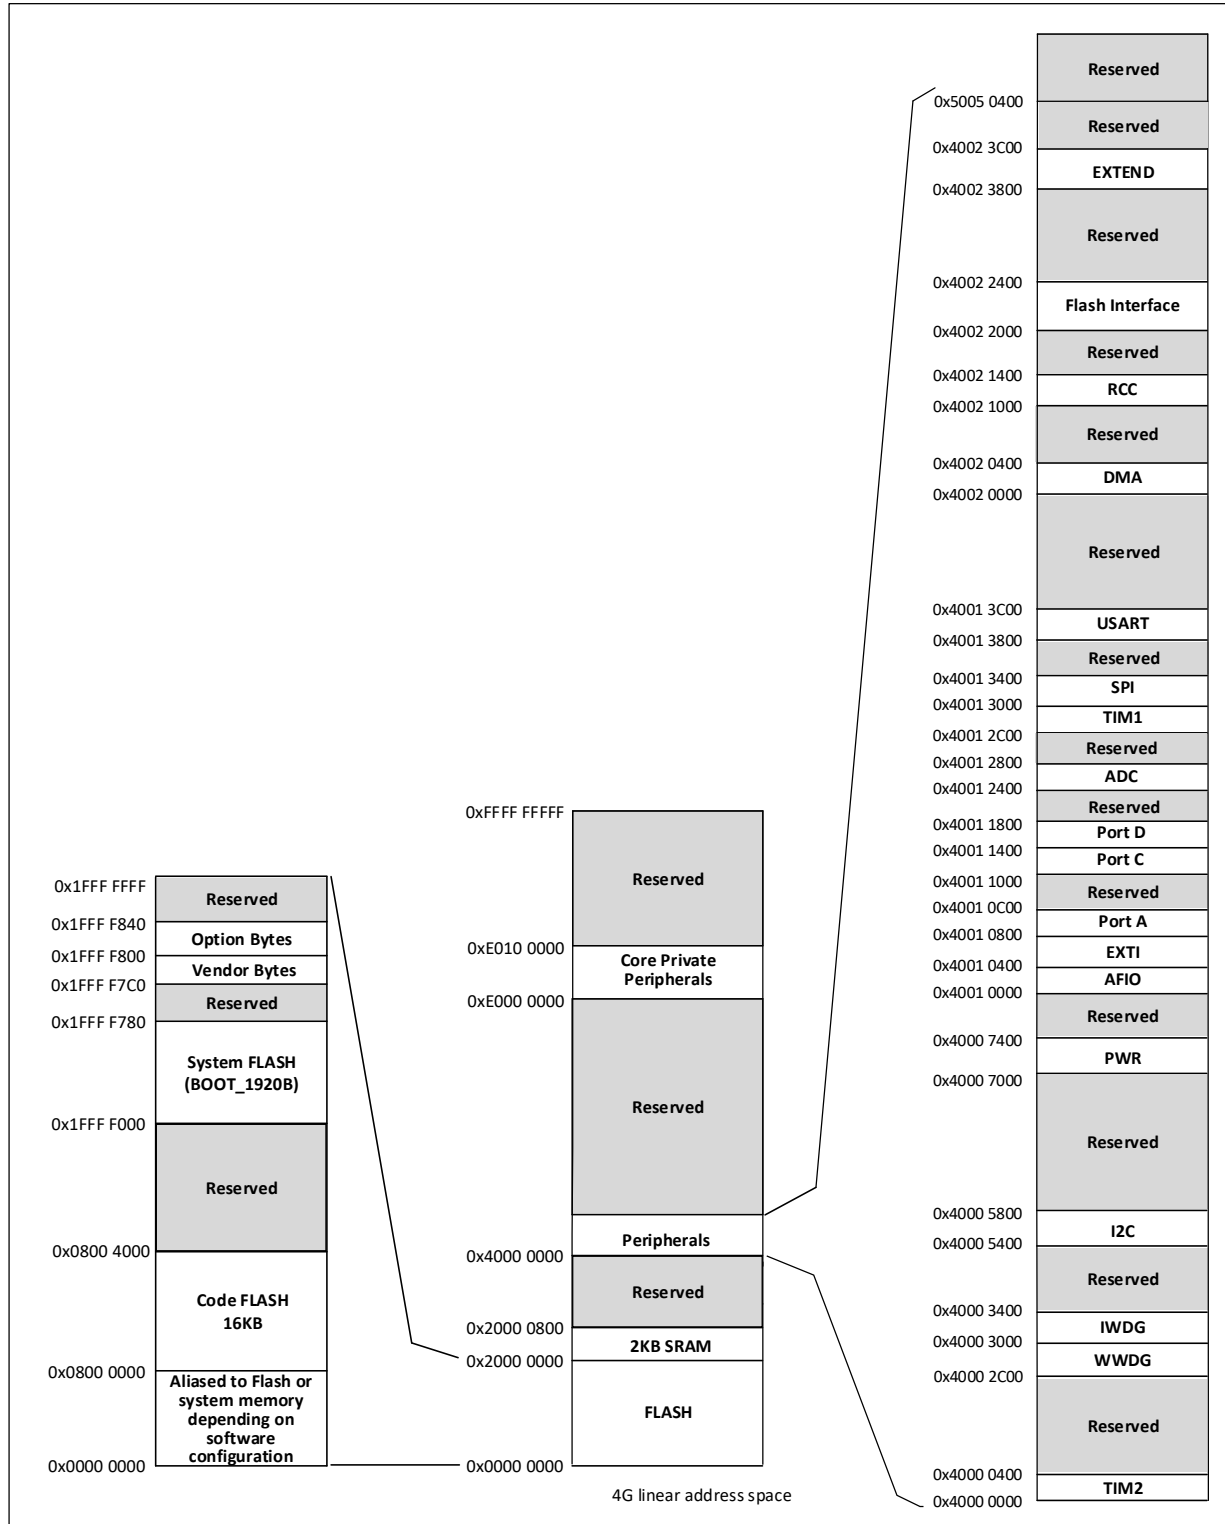 Reserved
0x5005 0400
Reserved
0x4002 3C00
EXTEND
0x4002 3800
Reserved
0x4002 2400
Flash Interface
0x4002 2000
Reserved
0x4002 1400
RCC
0x4002 1000
Reserved
0x4002 0400
DMA
0x4002 0000
Reserved
0x4001 3C00
USART
0x4001 3800
Reserved
0x4001 3400
SPI
0x4001 3000
TIM1
0x4001 2C00
Reserved
0x4001 2800
ADC
0x4001 2400
Reserved
0x4001 1800
Port D
0x4001 1400
Port C
0x4001 1000
Reserved
0x4001 0C00
Port A
0x4001 0800
EXTI
0x4001 0400
AFIO
0x4001 0000
Reserved
0x4000 7400
PWR
0x4000 7000
Reserved
0x4000 5800
I2C
0x4000 5400
Reserved
0x4000 3400
IWDG
0x4000 3000
WWDG
0x4000 2C00
Reserved
0x4000 0400
TIM2
0x4000 0000
0xFFFF FFFFF
Reserved
0xE010 0000
Core Private
Peripherals
0xE000 0000
Reserved
Peripherals
0x4000 0000
Reserved
0x2000 0800
2KB SRAM
0x2000 0000
FLASH
0x0000 0000
4G linear address space
0x1FFF FFFF
Reserved
0x1FFF F840
Option Bytes
0x1FFF F800
Vendor Bytes
0x1FFF F7C0
Reserved
0x1FFF F780
System FLASH
(BOOT_1920B)
0x1FFF F000
Reserved
0x0800 4000
Code FLASH
16KB
0x0800 0000
Aliased to Flash or
system memory
depending on
software
configuration
0x0000 0000